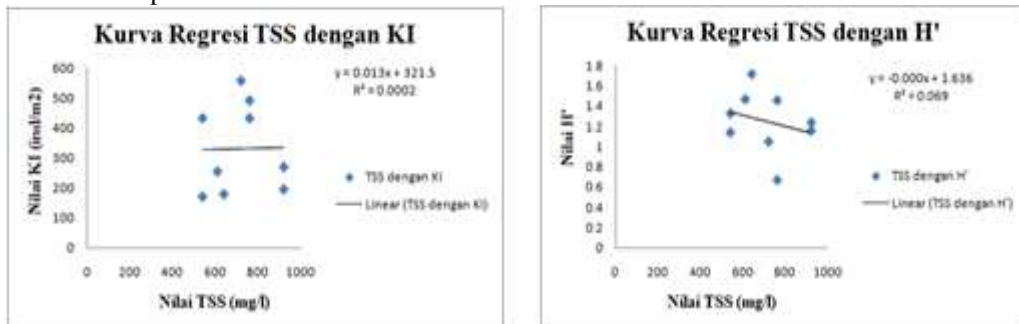 Kurva Regresi TSS dengan KI
y = 0.013x + 321.5
R² = 0.0002
Nilai KI (ind/m2)
600
500
400
300
200
100
0
TSS dengan KI
Linear (TSS dengan KI)
0 200 400 600 800 1000
Nilai TSS (mg/l)
Kurva Regresi TSS dengan H'
y = -0.000x + 1.636
R² = 0.069
Nilai H'
1.8
1.6
1.4
1.2
1
0.8
0.6
0.4
0.2
0
TSS dengan H'
Linear (TSS dengan H')
0 200 400 600 800 1000
Nilai TSS (mg/l)